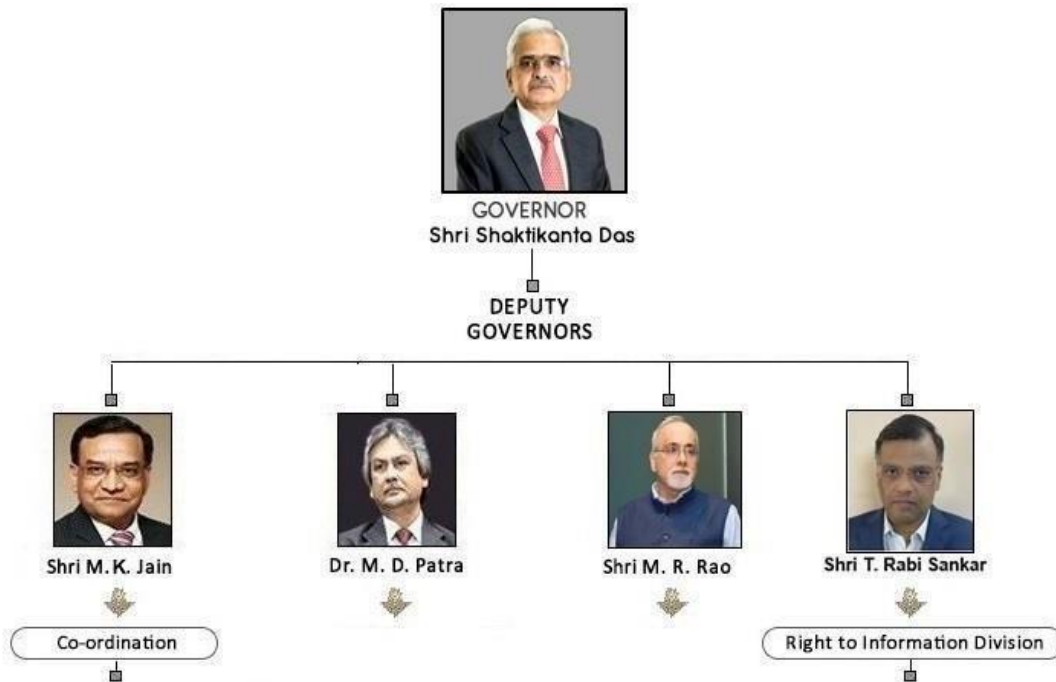 GOVERNOR
Shri Shaktikanta Das
DEPUTY
GOVERNORS
Shri M. K. Jain
Dr. M. D. Patra
Shri M. R. Rao
Shri T. Rabi Sankar
Co-ordination
Right to Information Division